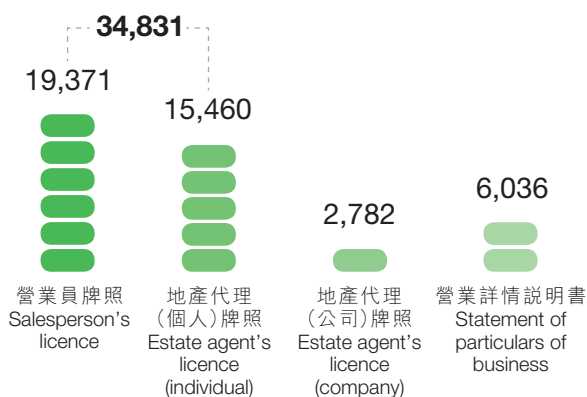 34,831
19,371
15,460
2,782
6,036
營業員牌照
Salesperson's
licence
地產代理
(個人)牌照
Estate agent's
licence
(individual)
地產代理
(公司)牌照
Estate agent's
licence
(company)
營業詳情說明書
Statement of
particulars of
business